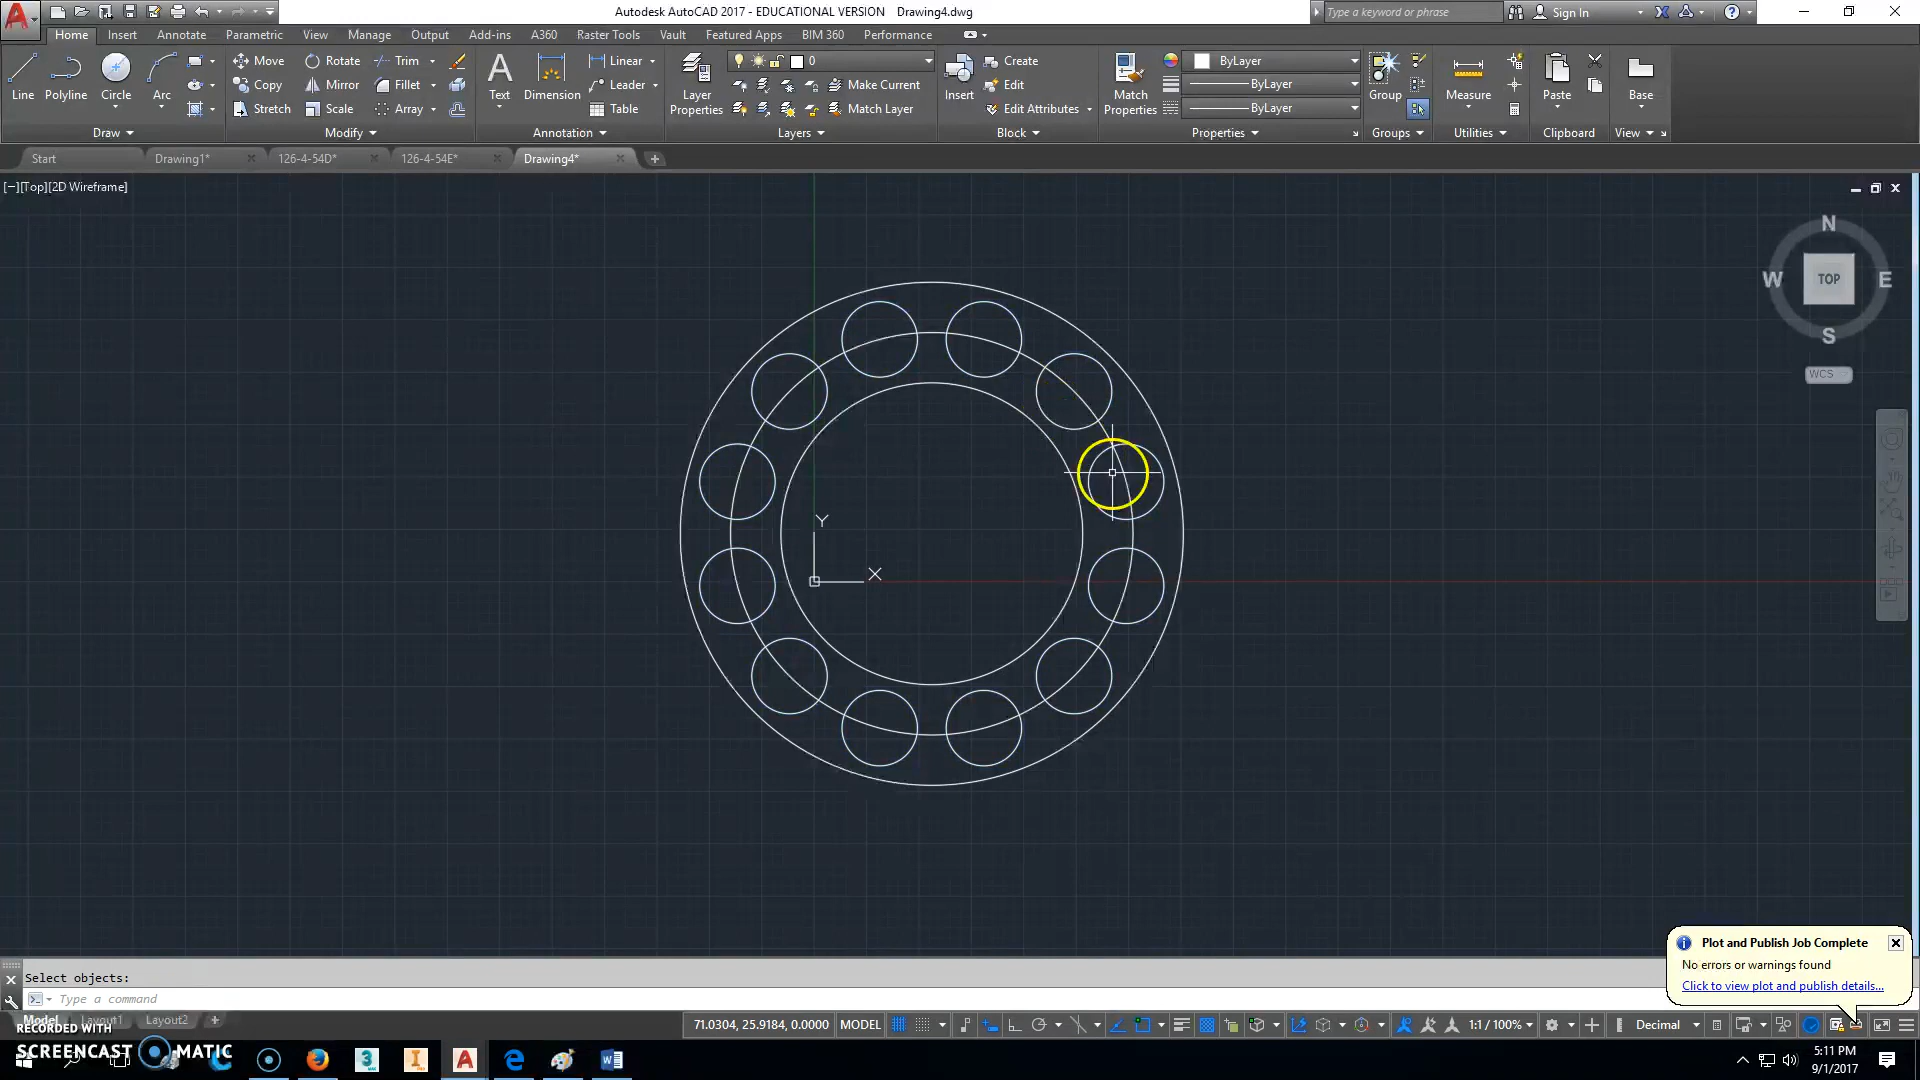 Autodesk AutoCAD 2017 - EDUCATIONAL VERSION Drawing4.dwg
Type a keyword or phrase
Sign In
Home Insert Annotate Parametric View Manage Output Add-ins A360 Raster Tools Vault Featured Apps BIM 360 Performance
Line Polyline Circle Arc
Move Rotate Trim
Copy Mirror Fillet
Stretch Scale Array
Text Dimension
Linear
Leader
Table
Layer Properties
0
Make Current
Match Layer
Insert
Create
Edit
Edit Attributes
Match Properties
ByLayer
ByLayer
ByLayer
Group
Measure
Paste
Base
Draw Modify Annotation Layers Block Properties Groups Utilities Clipboard View
Start Drawing1* 126-4-54D* 126-4-54E* Drawing4*
[−][Top][2D Wireframe]
N
W TOP E
S
WCS
Y
X
Plot and Publish Job Complete
No errors or warnings found
Click to view plot and publish details...
Select objects:
Type a command
Model Layout1 Layout2
71.0304, 25.9184, 0.0000 MODEL
1:1 / 100%
Decimal
RECORDED WITH
SCREENCAST MATIC
5:11 PM
9/1/2017